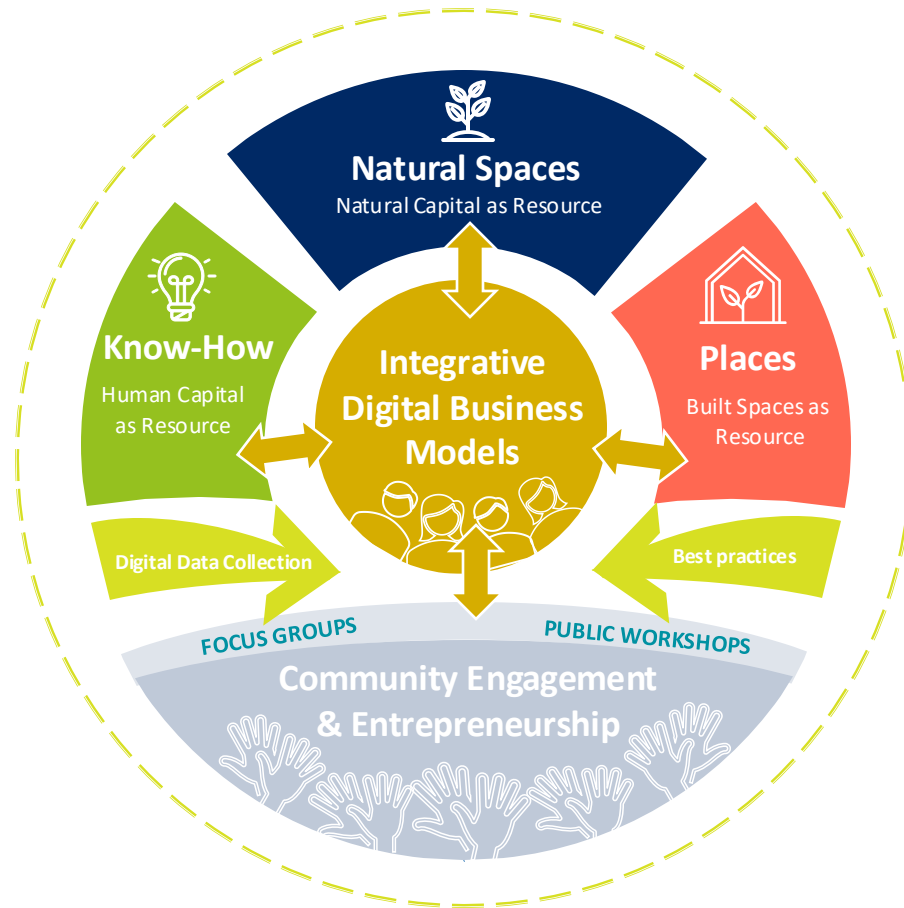 Natural Spaces
Natural Capital as Resource
Know-How
Human Capital
as Resource
Integrative
Digital Business
Models
Places
Built Spaces as
Resource
Digital Data Collection
Best practices
FOCUS GROUPS
PUBLIC WORKSHOPS
Community Engagement
& Entrepreneurship